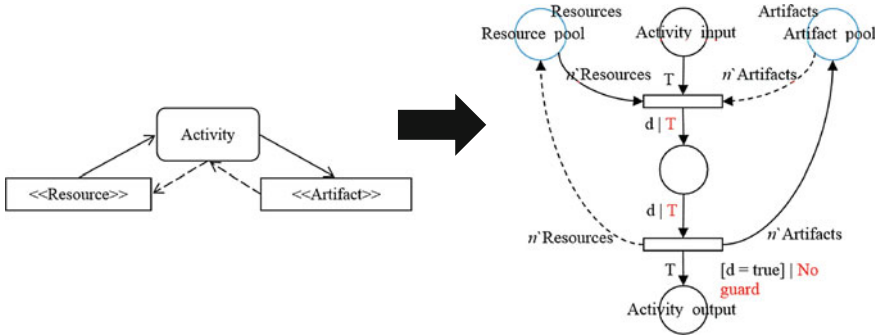 Activity
<<Resource>>
<<Artifact>>
Resources
Artifacts
Resource pool
Activity input
Artifact pool
n`Resources
T
n`Artifacts
d | T
d | T
n`Resources
n`Artifacts
T
[d = true] | No
guard
Activity output